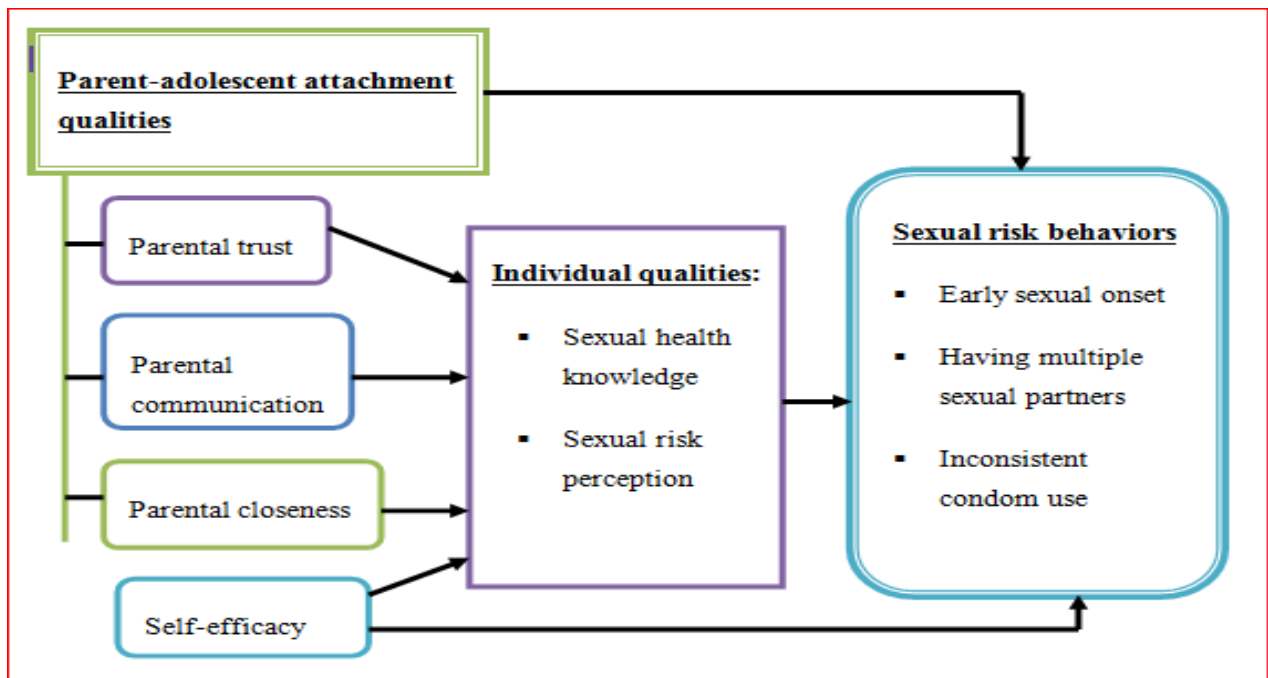 Parent-adolescent attachment
qualities
Parental trust
Parental
communication
Parental closeness
Self-efficacy
Individual qualities:
▪ Sexual health
knowledge
▪ Sexual risk
perception
Sexual risk behaviors
▪ Early sexual onset
▪ Having multiple
sexual partners
▪ Inconsistent
condom use